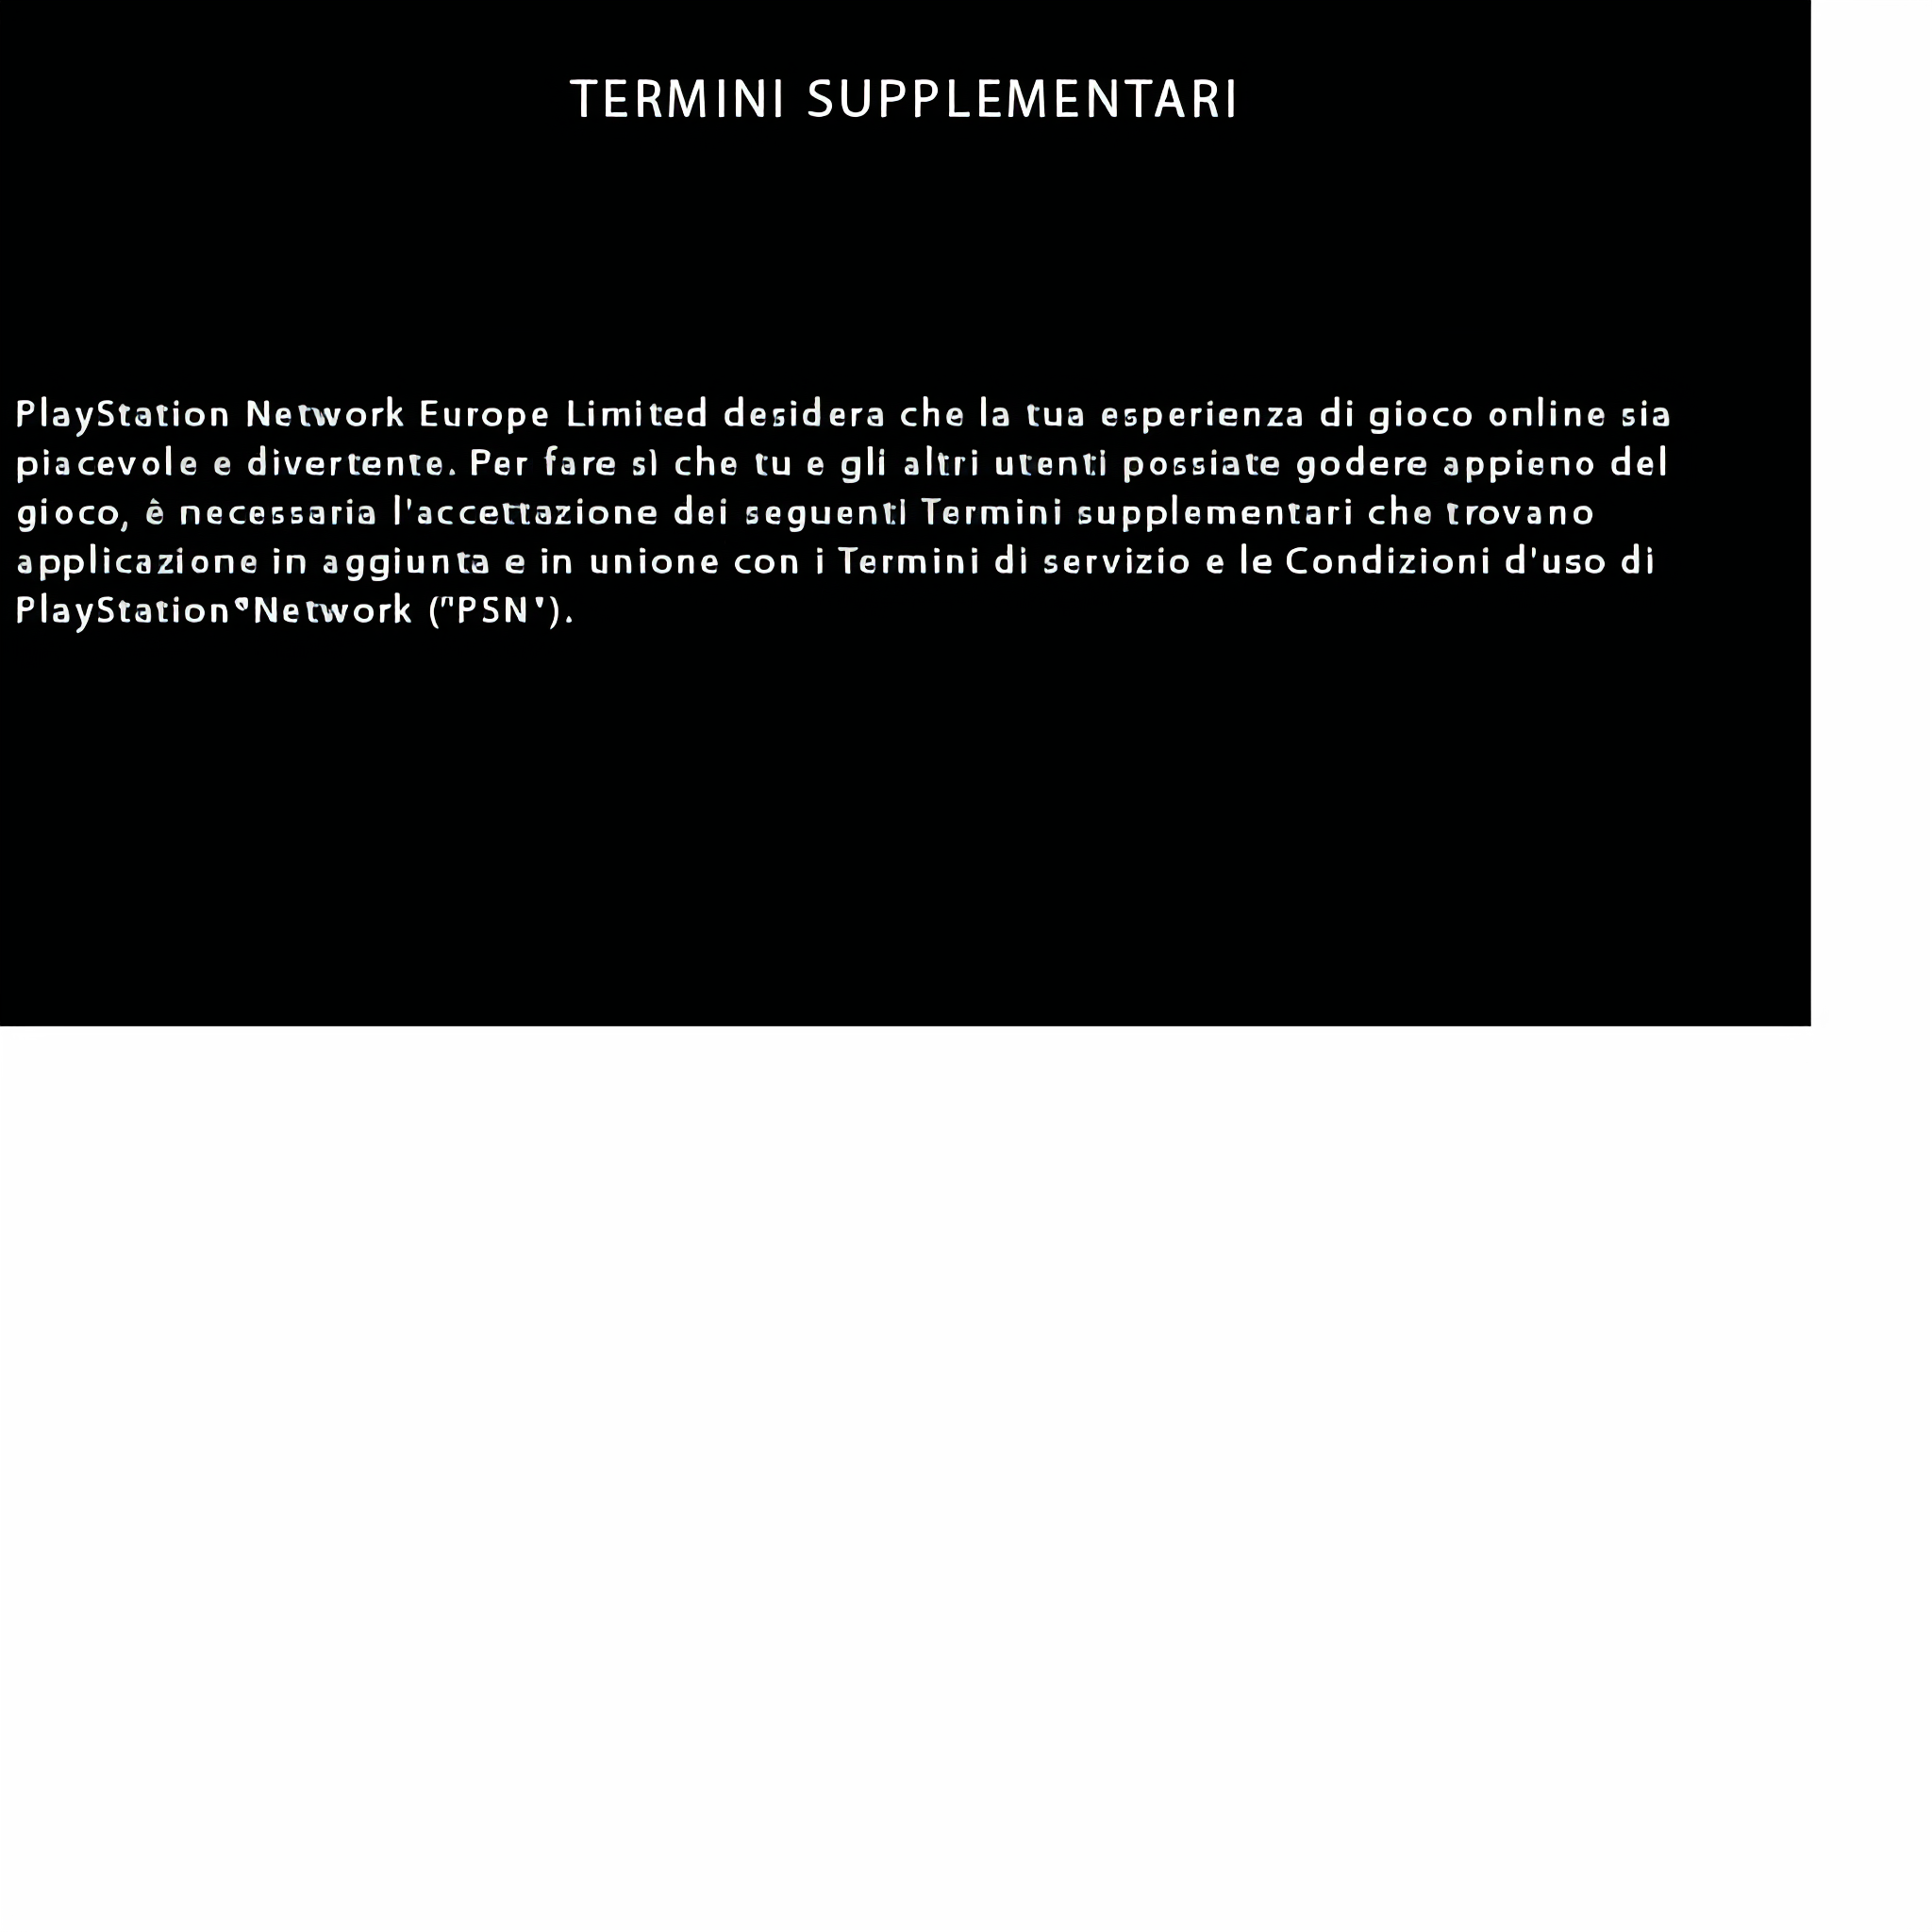 TERMINI SUPPLEMENTARI
PlayStation Network Europe Limited desidera che la tua esperienza di gioco online sia
piacevole e divertente. Per fare sì che tu e gli altri utenti possiate godere appieno del
gioco, è necessaria l'accettazione dei seguenti Termini supplementari che trovano
applicazione in aggiunta e in unione con i Termini di servizio e le Condizioni d'uso di
PlayStation®Network ("PSN").